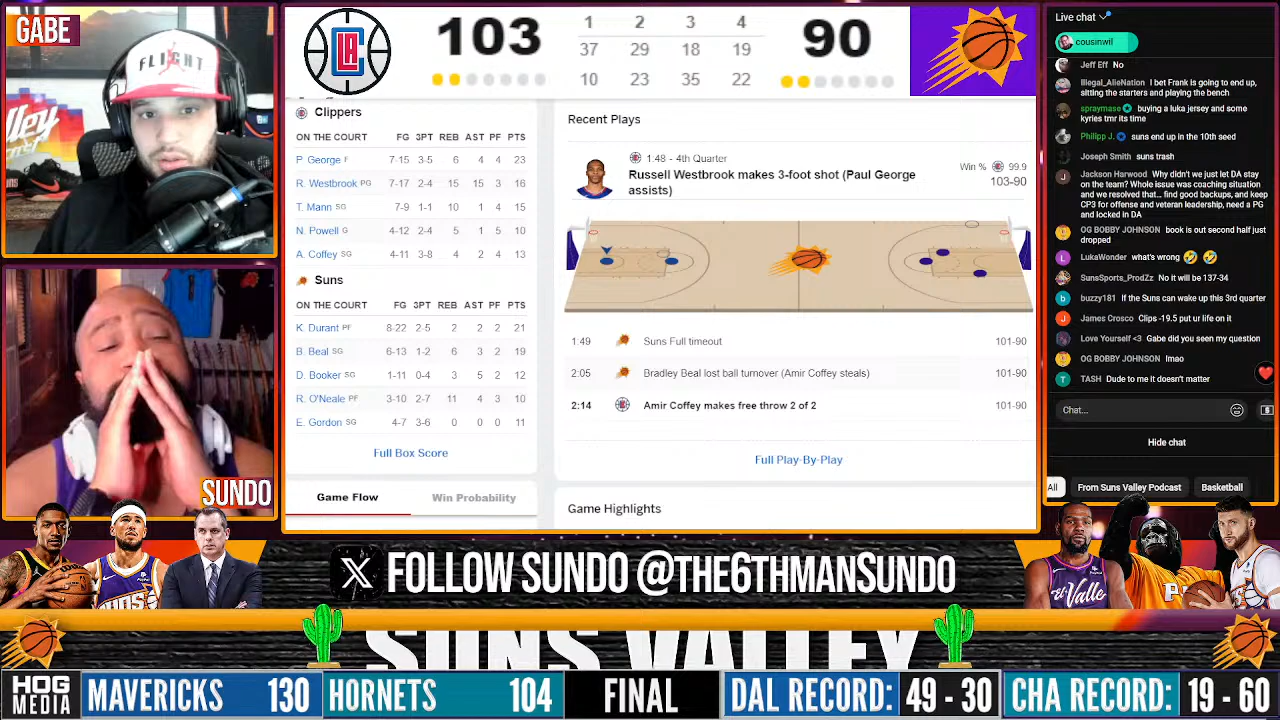 GABE
FLIGHT
SUNDO
LA
103
1 2 3 4
37 29 18 19
10 23 35 22
90
Clippers
ON THE COURT FG 3PT REB AST PF PTS
P. George F 7-15 3-5 6 4 4 23
R. Westbrook PG 7-17 2-4 15 15 3 16
T. Mann SG 7-9 1-1 10 1 4 15
N. Powell G 4-12 2-4 5 1 5 10
A. Coffey SG 4-11 3-8 4 2 4 13
Suns
ON THE COURT FG 3PT REB AST PF PTS
K. Durant PF 8-22 2-5 2 2 2 21
B. Beal SG 6-13 1-2 6 3 2 19
D. Booker SG 1-11 0-4 3 5 2 12
R. O'Neale PF 3-10 2-7 11 4 3 10
E. Gordon SG 4-7 3-6 0 0 0 11
Full Box Score
Game Flow Win Probability
Recent Plays
1:48 - 4th Quarter
Russell Westbrook makes 3-foot shot (Paul George
assists)
Win % 99.9
103-90
1:49 Suns Full timeout 101-90
2:05 Bradley Beal lost ball turnover (Amir Coffey steals) 101-90
2:14 Amir Coffey makes free throw 2 of 2 101-90
Full Play-By-Play
Game Highlights
Live chat
cousinwil
Jeff Eff No
Illegal_AlieNation I bet Frank is going to end up,
sitting the starters and playing the bench
spraymase buying a luka jersey and some
kyries tmr its time
Philipp J. suns end up in the 10th seed
Joseph Smith suns trash
Jackson Harwood Why didn't we just let DA stay
on the team? Whole issue was coaching situation
and we resolved that... find good backups, and keep
CP3 for offense and veteran leadership, need a PG
and locked in DA
OG BOBBY JOHNSON book is out second half just
dropped
LukaWonder what's wrong 🤣 🤣
SunsSports_ProdZz No it will be 137-34
buzzy181 If the Suns can wake up this 3rd quarter
James Crosco Clips -19.5 put ur life on it
Love Yourself <3 Gabe did you seen my question
OG BOBBY JOHNSON lmao
TASH Dude to me it doesn't matter
Chat...
Hide chat
All From Suns Valley Podcast Basketball
X FOLLOW SUNDO @THE6THMANSUNDO
SUNS VALLEY
HOG
MEDIA
MAVERICKS 130 HORNETS 104 FINAL DAL RECORD: 49 - 30 CHA RECORD: 19 - 60